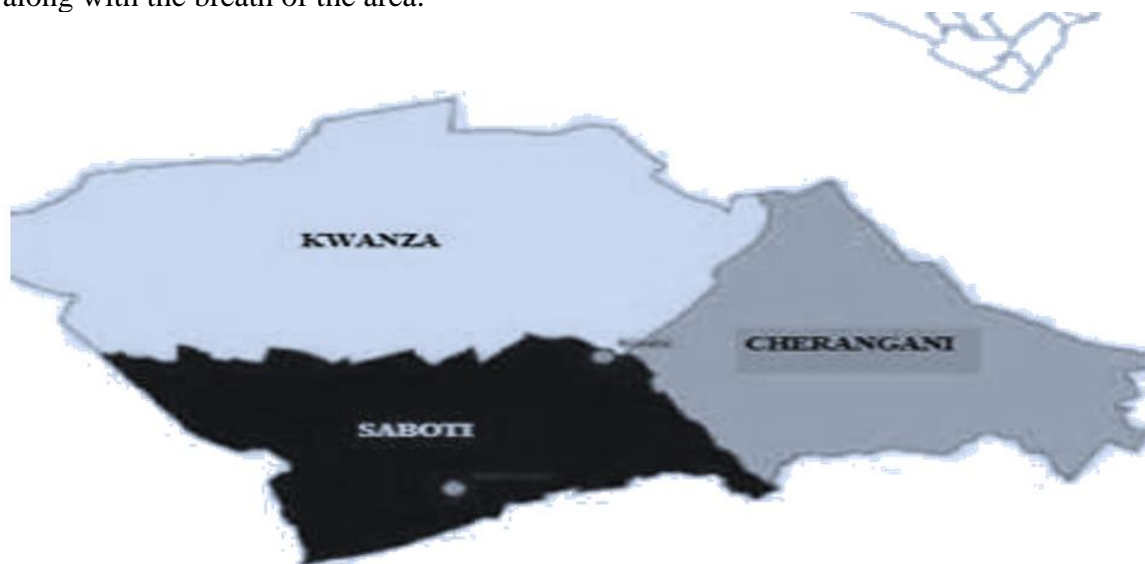 along with the breath of the area.
KWANZA
CHERANGANI
SABOTI